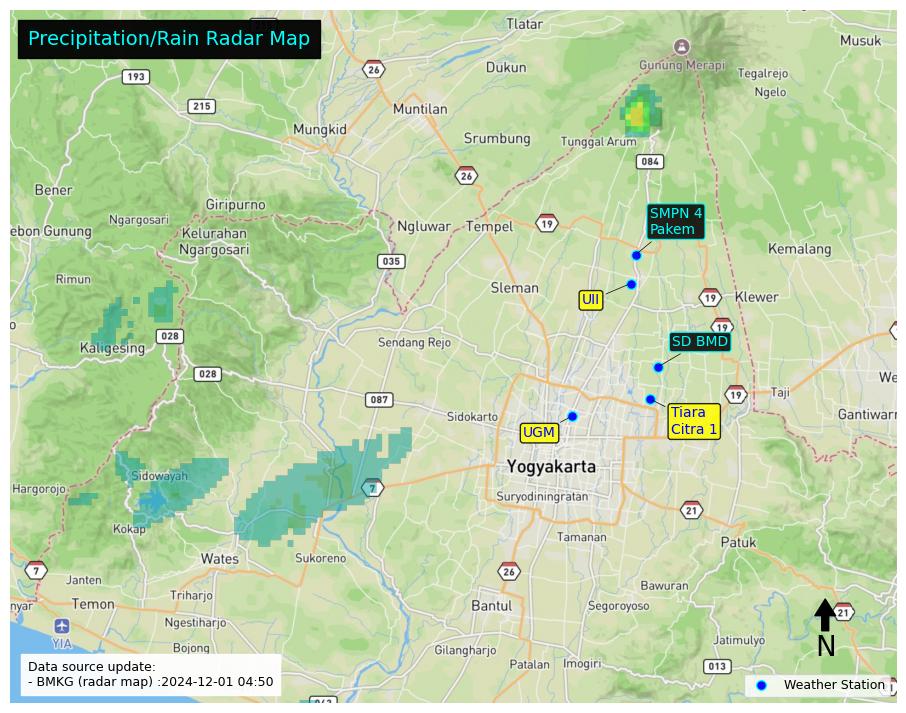 Precipitation/Rain Radar Map
Tlatar
Musuk
26
193
Dukun
Gunung Merapi
Tegalrejo
Ngelo
215
Muntilan
Mungkid
Srumbung
Tunggal Arum
084
26
Bener
Giripurno
Ngargosari
SMPN 4
Pakem
ebon Gunung
Kelurahan
Ngargosari
Ngluwar
Tempel
19
Kemalang
035
Rimun
Sleman
UII
19
Klewer
19
028
Kaligesing
Sendang Rejo
SD BMD
028
087
19
Taji
We
Sidokarto
Tiara
Citra 1
Gantiwarn
UGM
Yogyakarta
Sidowayah
Hargorojo
7
Suryodiningratan
21
Kokap
Tamanan
Patuk
Wates
Sukoreno
7
26
Janten
Bawuran
Triharjo
Temon
Bantul
Segoroyoso
21
nyar
Ngestiharjo
YIA
Jatimulyo
N
Bojong
Gilangharjo
Patalan
Imogiri
013
Data source update:
- BMKG (radar map) :2024-12-01 04:50
Weather Station